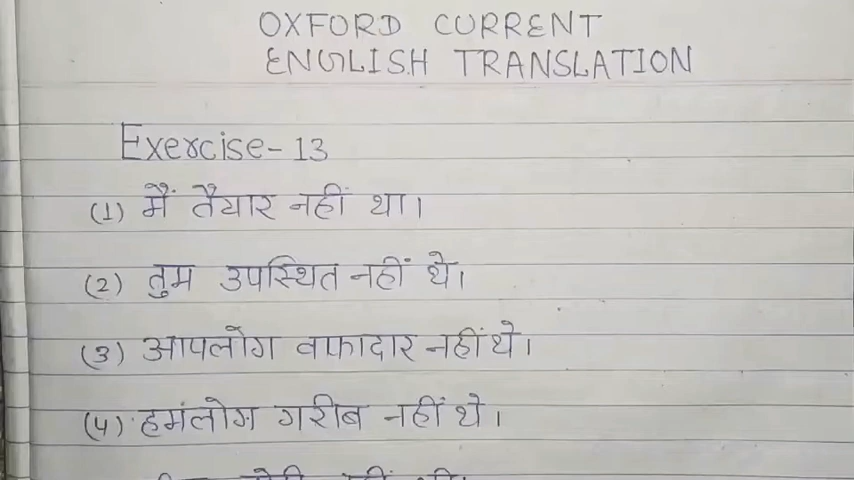 OXFORD CURRENT
ENGLISH TRANSLATION
Exercise-13
(1) मैं तैयार नहीं था।
(2) तुम उपस्थित नहीं थे।
(3) आपलोग वफादार नहीं थे।
(4) हमलोग गरीब नहीं थे।